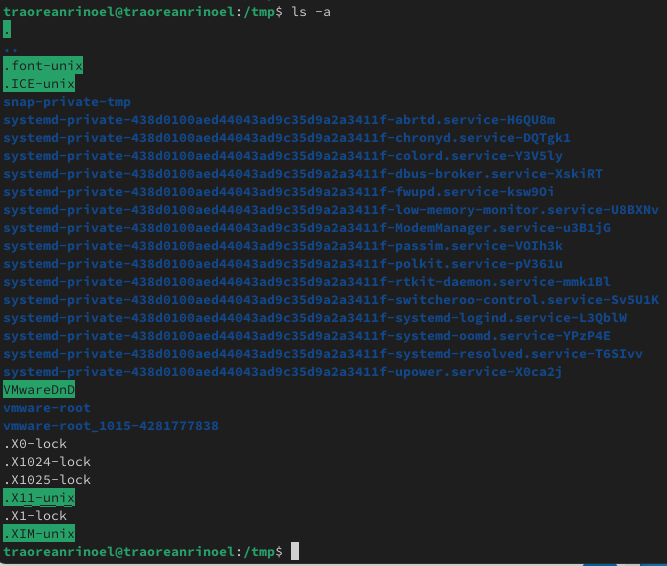 traoreanrinoel@traoreanrinoel:/tmp$ ls -a
.
..
.font-unix
.ICE-unix
snap-private-tmp
systemd-private-438d0100aed44043ad9c35d9a2a3411f-abrtd.service-H6QU8m
systemd-private-438d0100aed44043ad9c35d9a2a3411f-chronyd.service-DQTgk1
systemd-private-438d0100aed44043ad9c35d9a2a3411f-colord.service-Y3V5ly
systemd-private-438d0100aed44043ad9c35d9a2a3411f-dbus-broker.service-XskiRT
systemd-private-438d0100aed44043ad9c35d9a2a3411f-fwupd.service-ksw9Oi
systemd-private-438d0100aed44043ad9c35d9a2a3411f-low-memory-monitor.service-U8BXNv
systemd-private-438d0100aed44043ad9c35d9a2a3411f-ModemManager.service-u3B1jG
systemd-private-438d0100aed44043ad9c35d9a2a3411f-passim.service-VOIh3k
systemd-private-438d0100aed44043ad9c35d9a2a3411f-polkit.service-pV361u
systemd-private-438d0100aed44043ad9c35d9a2a3411f-rtkit-daemon.service-mmk1Bl
systemd-private-438d0100aed44043ad9c35d9a2a3411f-switcheroo-control.service-Sv5U1K
systemd-private-438d0100aed44043ad9c35d9a2a3411f-systemd-logind.service-L3QblW
systemd-private-438d0100aed44043ad9c35d9a2a3411f-systemd-oomd.service-YPzP4E
systemd-private-438d0100aed44043ad9c35d9a2a3411f-systemd-resolved.service-T6SIvv
systemd-private-438d0100aed44043ad9c35d9a2a3411f-upower.service-X0ca2j
VMwareDnD
vmware-root
vmware-root_1015-4281777838
.X0-lock
.X1024-lock
.X1025-lock
.X11-unix
.X1-lock
.XIM-unix
traoreanrinoel@traoreanrinoel:/tmp$